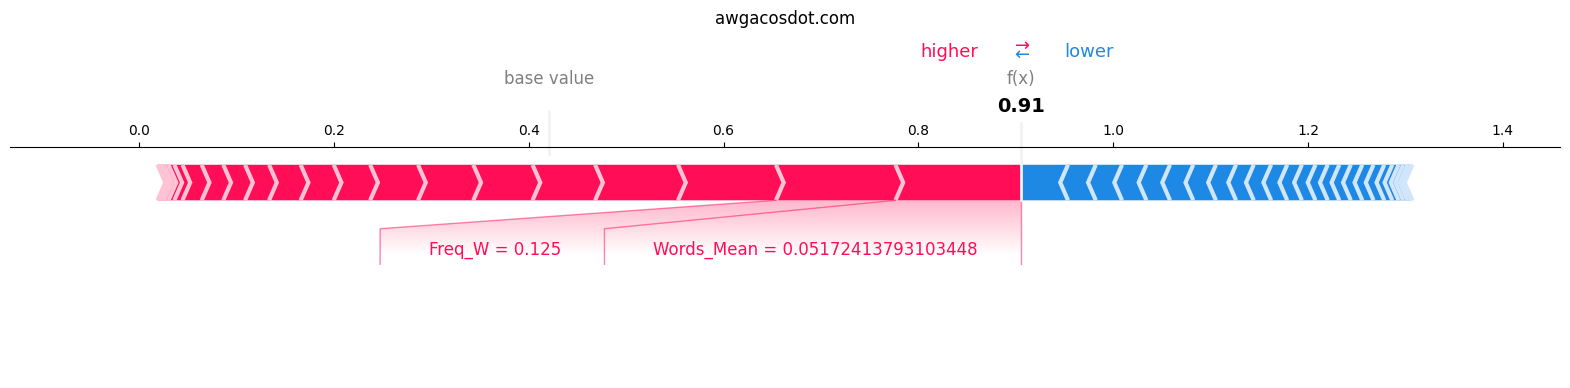 awgacosdot.com
higher ⇄ lower
base value f(x)
0.91
0.0 0.2 0.4 0.6 0.8 1.0 1.2 1.4
Freq_W = 0.125 Words_Mean = 0.05172413793103448